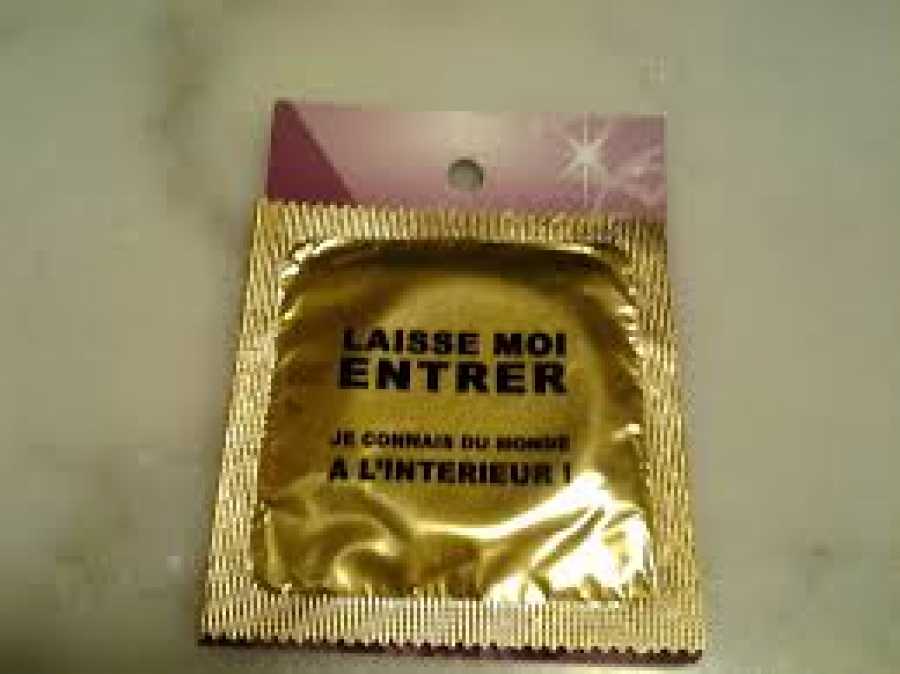 LAISSE MOI
ENTRER
JE CONNAIS DU MONDE
A L'INTERIEUR !